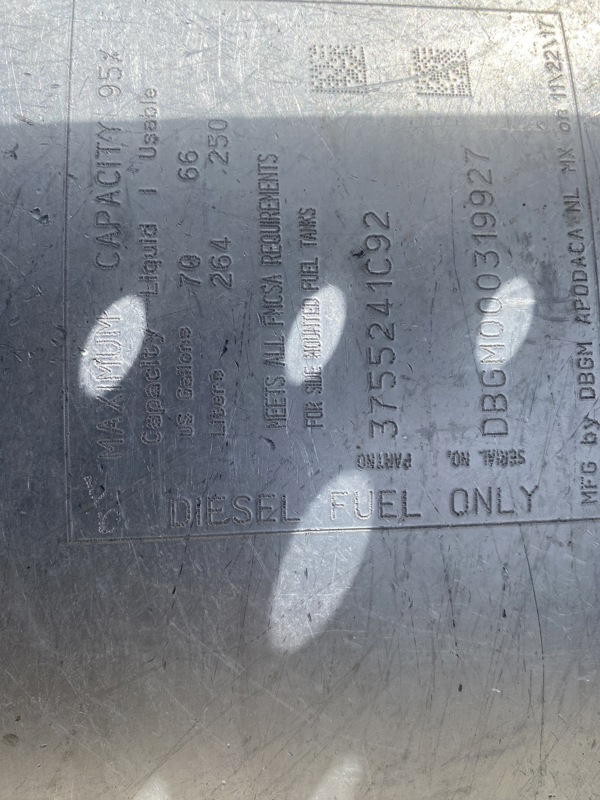 MAXIMUM CAPACITY 95%
Capacity Liquid | Usable
US Gallons 70 66
Liters 264 250
MEETS ALL FMCSA REQUIREMENTS
FOR SIDE MOUNTED FUEL TANKS
PART NO 3755241C92
SERIAL NO. DBGM000319927
MFG by DBGM APODACA NL MX on 11\22\17
DIESEL FUEL ONLY